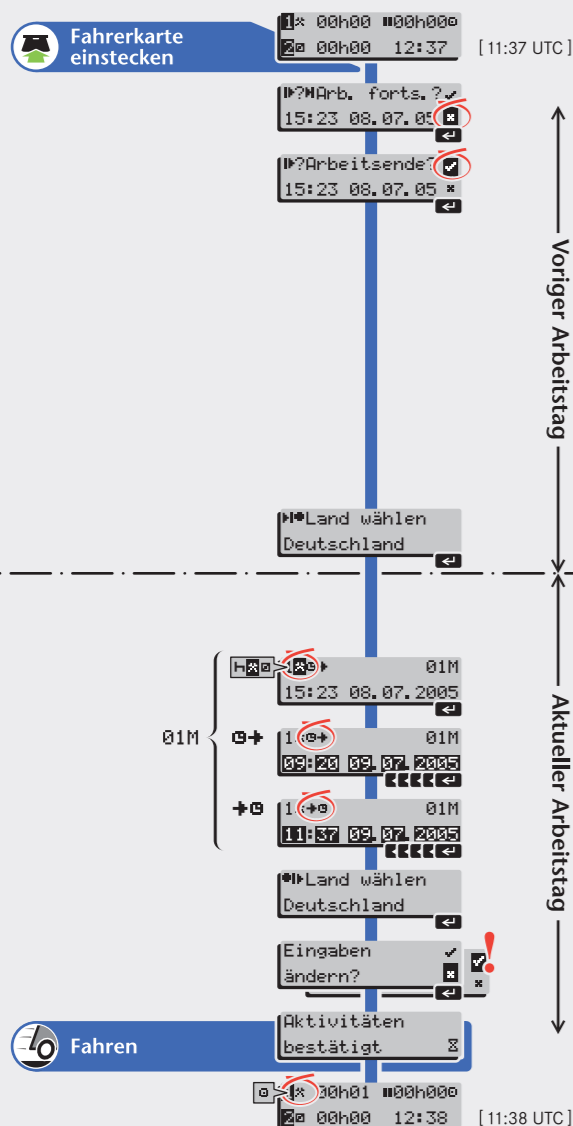 Fahrerkarte
einstecken
1 00h00 00h00
2 00h00 12:37
[ 11:37 UTC ]
? Arb. forts.?
15:23 08.07.05
?Arbeitsende?
15:23 08.07.05
Voriger Arbeitstag
Land wählen
Deutschland
1 01M
15:23 08.07.2005
01M
1 01M
09:20 09.07.2005
1 01M
11:37 09.07.2005
Aktueller Arbeitstag
Land wählen
Deutschland
Eingaben
ändern?
!
Aktivitäten
bestätigt
Fahren
1 00h01 00h00
2 00h00 12:38
[ 11:38 UTC ]